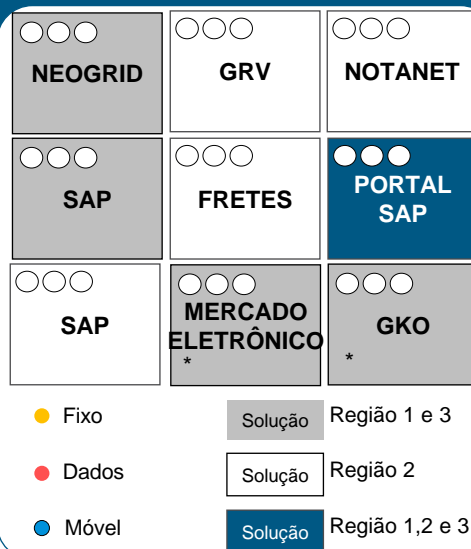 NEOGRID
GRV
NOTANET
SAP
FRETES
PORTAL
SAP
SAP
MERCADO
ELETRÔNICO
*
GKO
*
Fixo
Solução
Região 1 e 3
Dados
Solução
Região 2
Móvel
Solução
Região 1,2 e 3